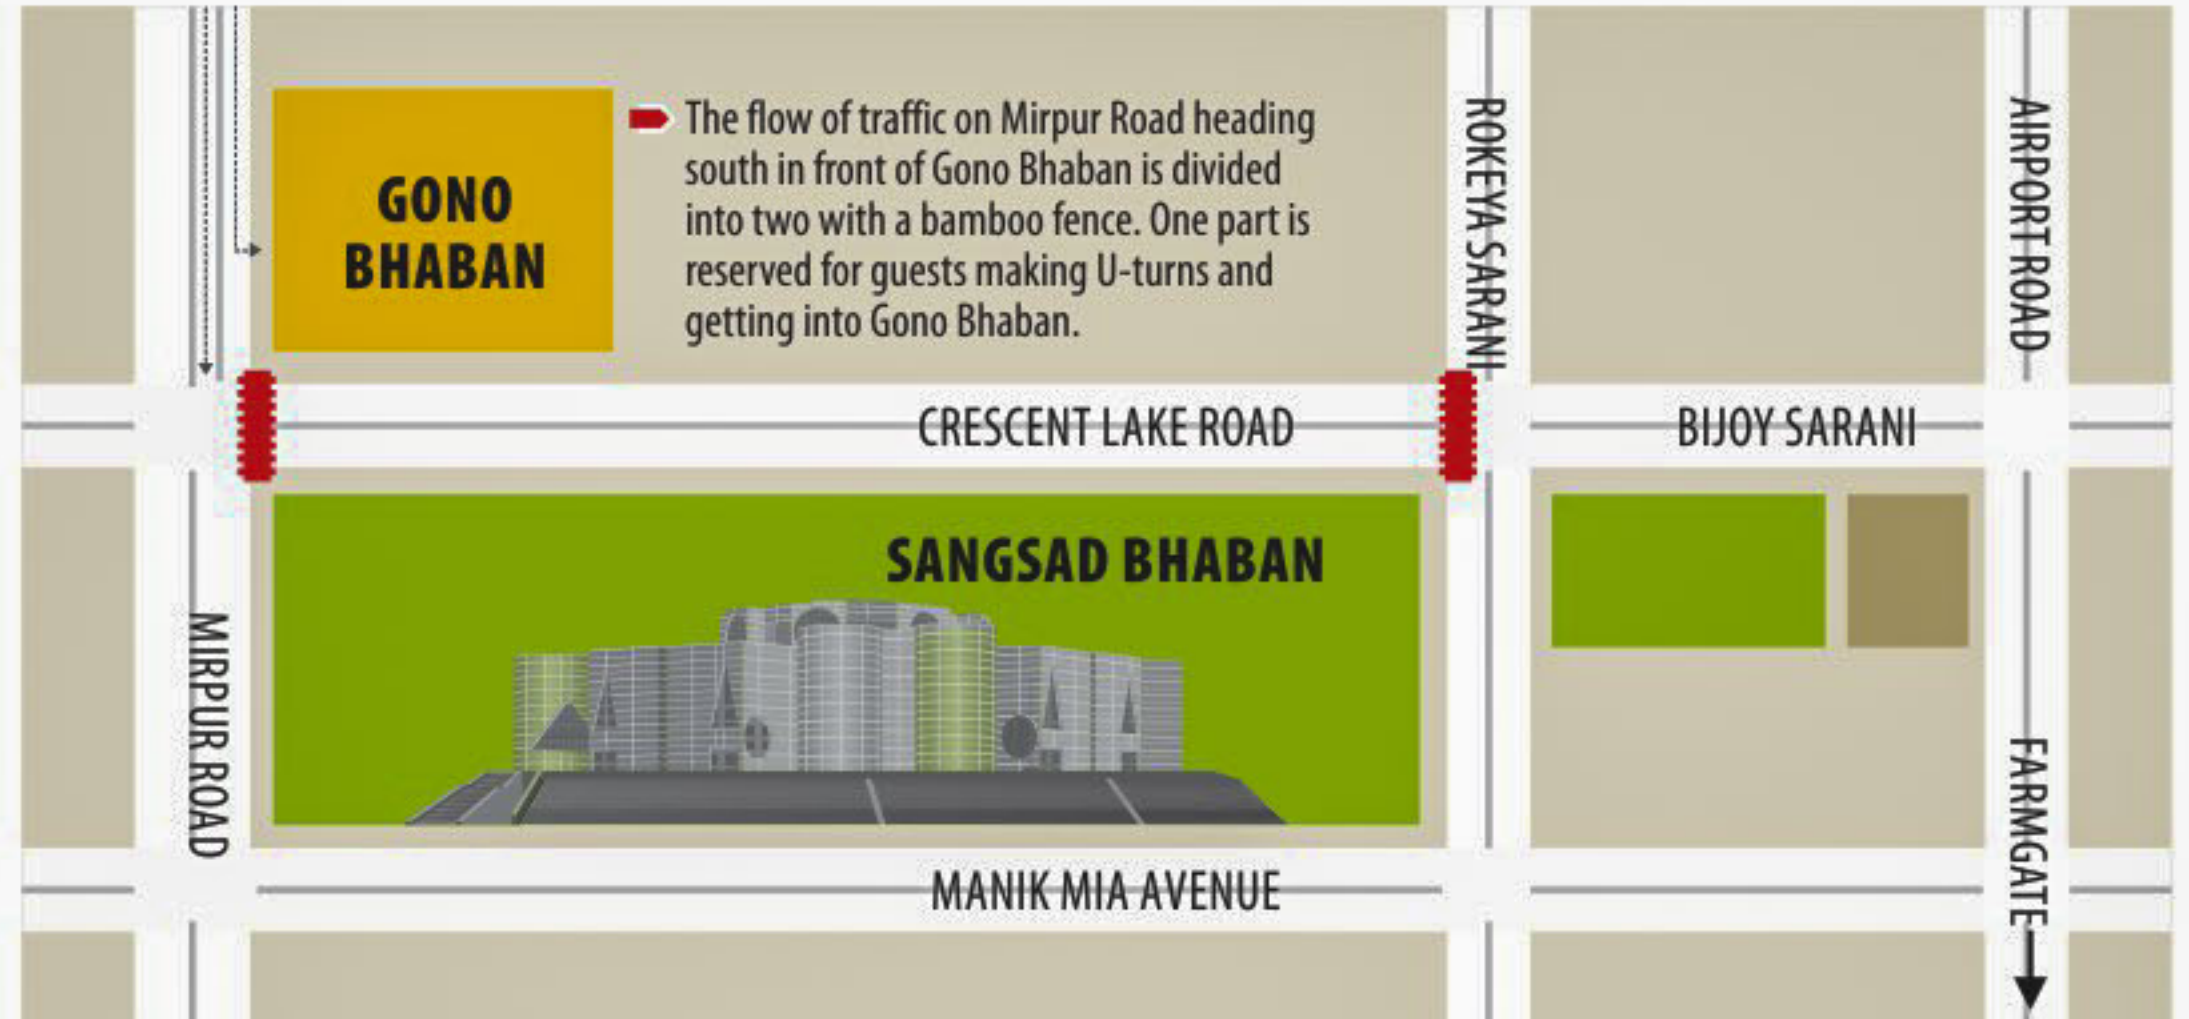 GONO
BHABAN
The flow of traffic on Mirpur Road heading
south in front of Gono Bhaban is divided
into two with a bamboo fence. One part is
reserved for guests making U-turns and
getting into Gono Bhaban.
ROKEYA SARANI
AIRPORT ROAD
CRESCENT LAKE ROAD
BIJOY SARANI
SANGSAD BHABAN
MIRPUR ROAD
FARMGATE
MANIK MIA AVENUE